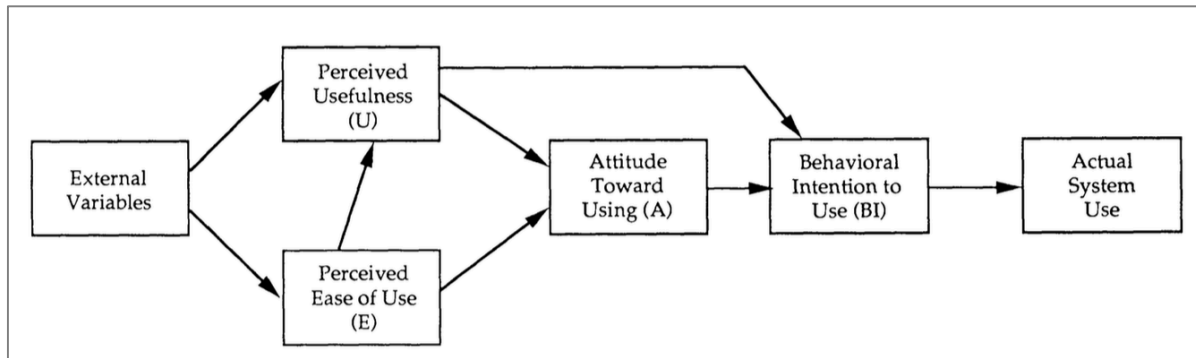 External
Variables
Perceived
Usefulness
(U)
Perceived
Ease of Use
(E)
Attitude
Toward
Using (A)
Behavioral
Intention to
Use (BI)
Actual
System
Use